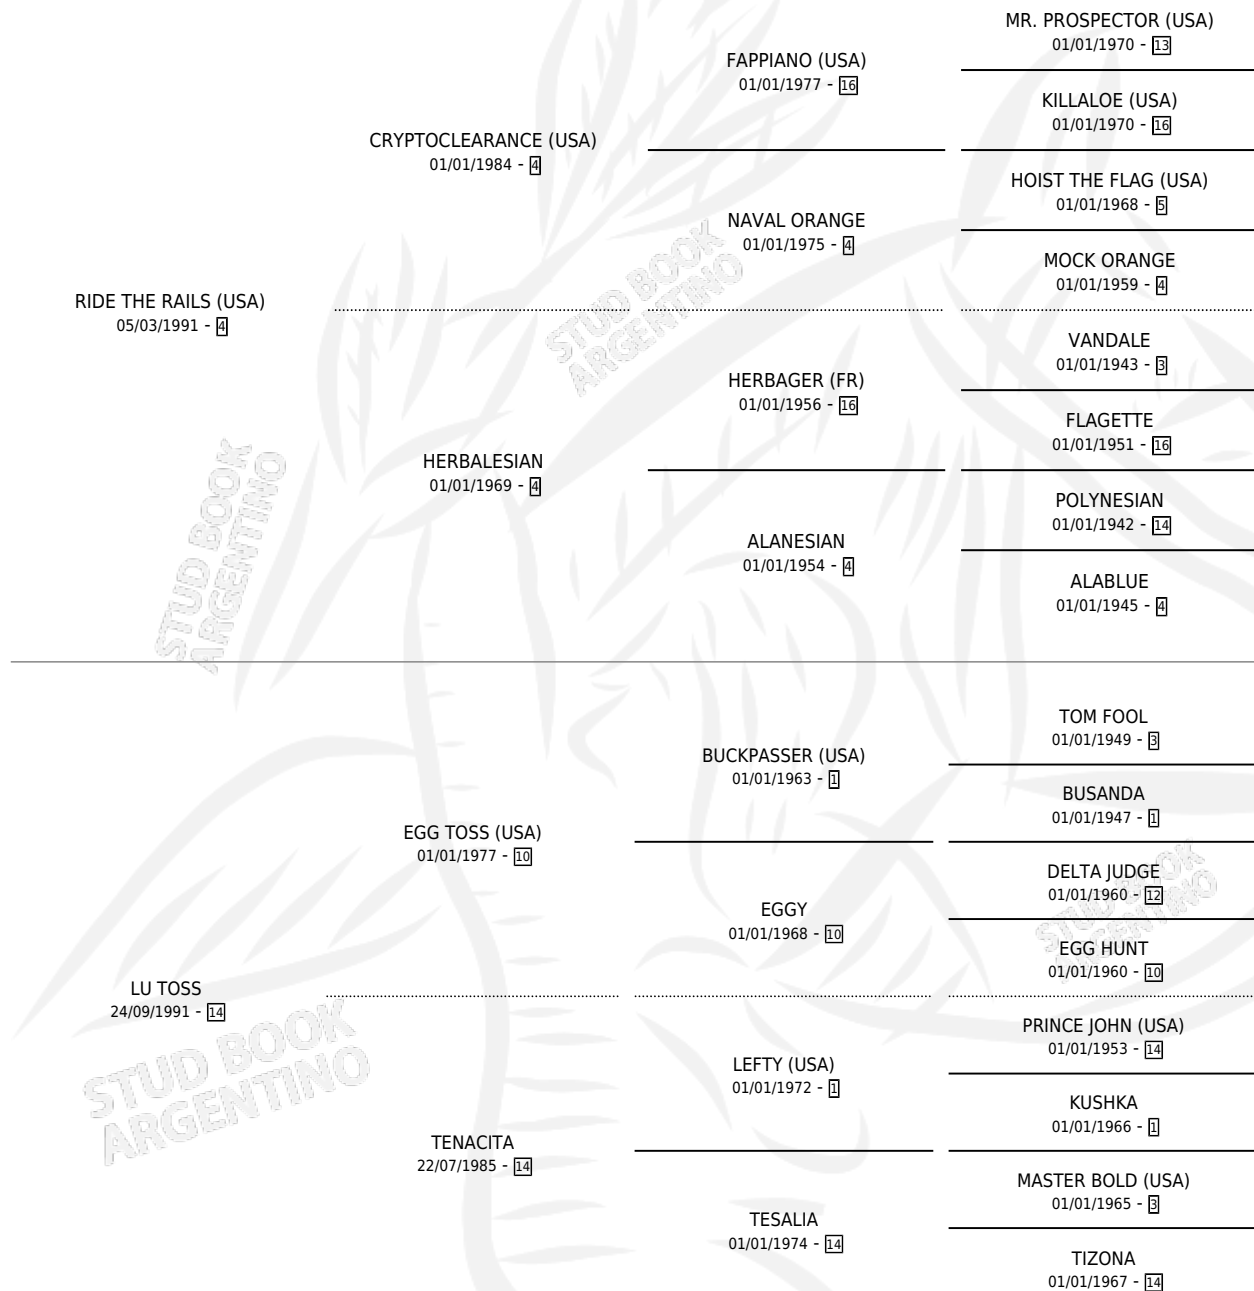 MR. PROSPECTOR (USA)
01/01/1970 - 13
FAPPIANO (USA)
01/01/1977 - 16
KILLALOE (USA)
01/01/1970 - 16
CRYPTOCLEARANCE (USA)
01/01/1984 - 4
HOIST THE FLAG (USA)
01/01/1968 - 5
NAVAL ORANGE
01/01/1975 - 4
MOCK ORANGE
01/01/1959 - 4
RIDE THE RAILS (USA)
05/03/1991 - 4
VANDALE
01/01/1943 - 3
HERBAGER (FR)
01/01/1956 - 16
FLAGETTE
01/01/1951 - 16
HERBALESIAN
01/01/1969 - 4
POLYNESIAN
01/01/1942 - 14
ALANESIAN
01/01/1954 - 4
ALABLUE
01/01/1945 - 4
STUD BOOK
ARGENTINO
STUD BOOK
ARGENTINO
TOM FOOL
01/01/1949 - 3
BUCKPASSER (USA)
01/01/1963 - 1
BUSANDA
01/01/1947 - 1
EGG TOSS (USA)
01/01/1977 - 10
DELTA JUDGE
01/01/1960 - 12
EGGY
01/01/1968 - 10
EGG HUNT
01/01/1960 - 10
LU TOSS
24/09/1991 - 14
PRINCE JOHN (USA)
01/01/1953 - 14
LEFTY (USA)
01/01/1972 - 1
KUSHKA
01/01/1966 - 1
TENACITA
22/07/1985 - 14
MASTER BOLD (USA)
01/01/1965 - 3
TESALIA
01/01/1974 - 14
TIZONA
01/01/1967 - 14
STUD BOOK
ARGENTINO
STUD BOOK
ARGENTINO